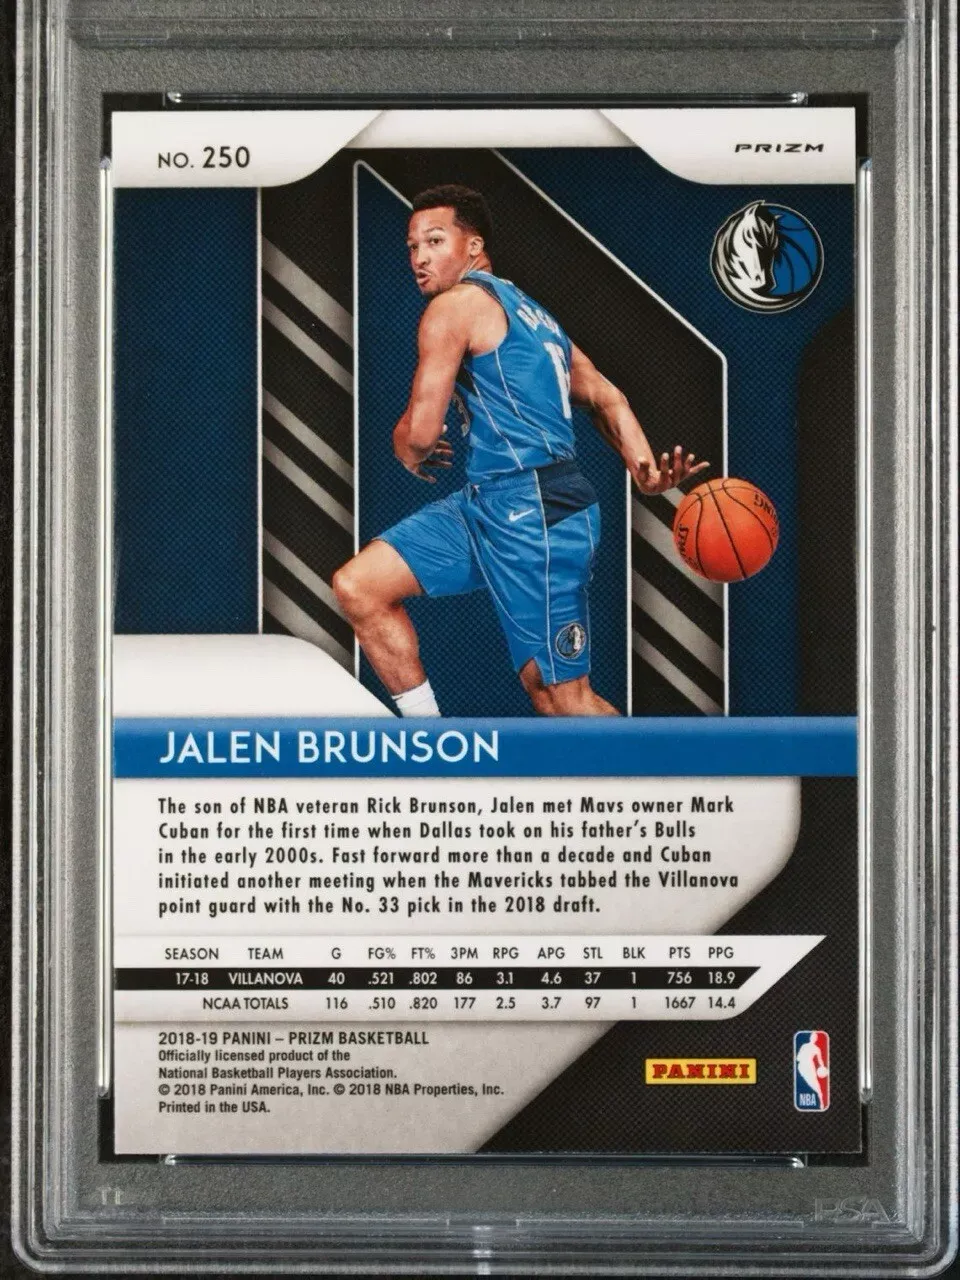 NO. 250
PRIZM
JALEN BRUNSON
The son of NBA veteran Rick Brunson, Jalen met Mavs owner Mark
Cuban for the first time when Dallas took on his father's Bulls
in the early 2000s. Fast forward more than a decade and Cuban
initiated another meeting when the Mavericks tabbed the Villanova
point guard with the No. 33 pick in the 2018 draft.
SEASON TEAM G FG% FT% 3PM RPG APG STL BLK PTS PPG
17-18 VILLANOVA 40 .521 .802 86 3.1 4.6 37 1 756 18.9
NCAA TOTALS 116 .510 .820 177 2.5 3.7 97 1 1667 14.4
2018-19 PANINI – PRIZM BASKETBALL
Officially licensed product of the
National Basketball Players Association.
© 2018 Panini America, Inc. © 2018 NBA Properties, Inc.
Printed in the USA.
PANINI
NBA
PSA